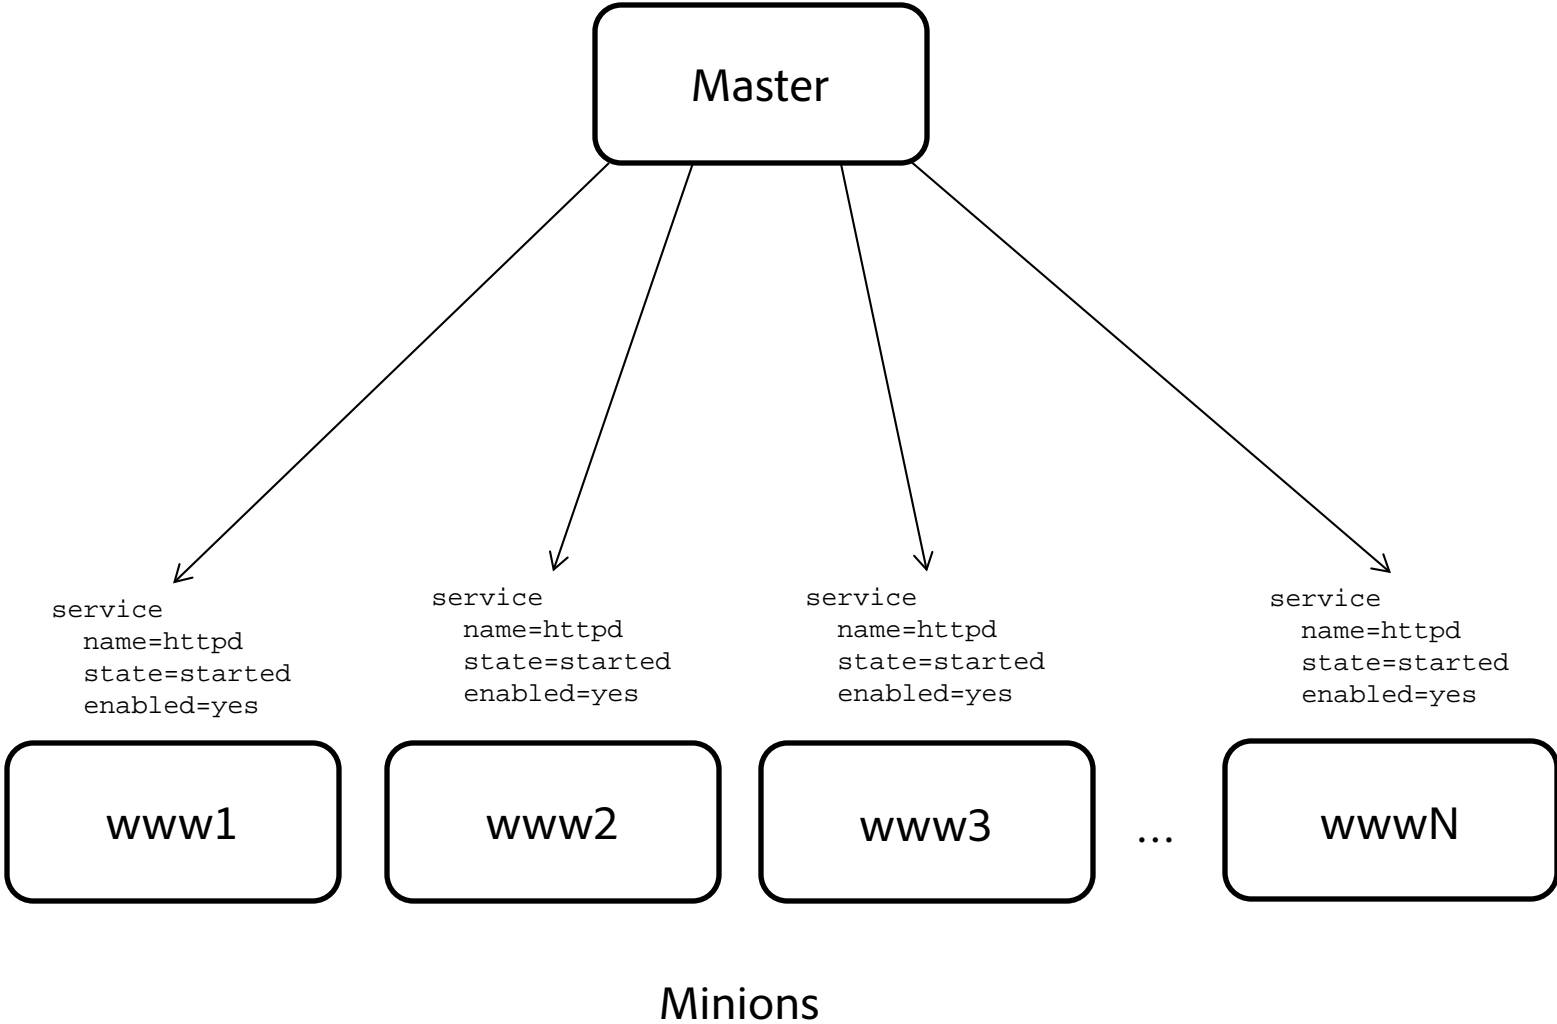 Master
service
name=httpd
state=started
enabled=yes
service
name=httpd
state=started
enabled=yes
service
name=httpd
state=started
enabled=yes
service
name=httpd
state=started
enabled=yes
www1
www2
www3
...
wwwN
Minions